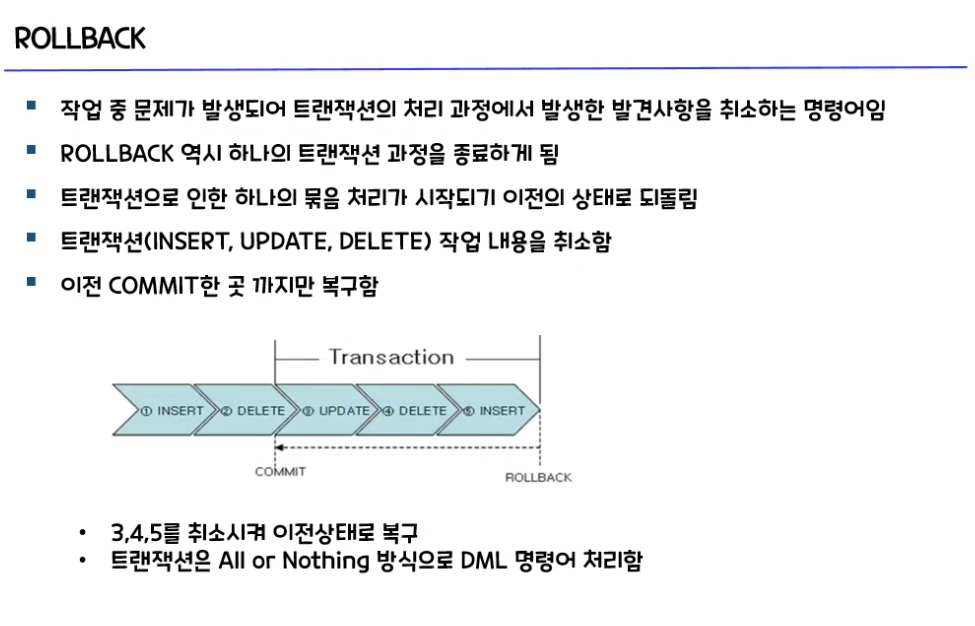 ROLLBACK
작업 중 문제가 발생되어 트랜잭션의 처리 과정에서 발생한 발견사항을 취소하는 명령어임
ROLLBACK 역시 하나의 트랜잭션 과정을 종료하게 됨
트랜잭션으로 인한 하나의 묶음 처리가 시작되기 이전의 상태로 되돌림
트랜잭션(INSERT, UPDATE, DELETE) 작업 내용을 취소함
이전 COMMIT한 곳 까지만 복구함
Transaction
① INSERT ② DELETE ③ UPDATE ④ DELETE ⑤ INSERT
COMMIT
ROLLBACK
• 3,4,5를 취소시켜 이전상태로 복구
• 트랜잭션은 All or Nothing 방식으로 DML 명령어 처리함